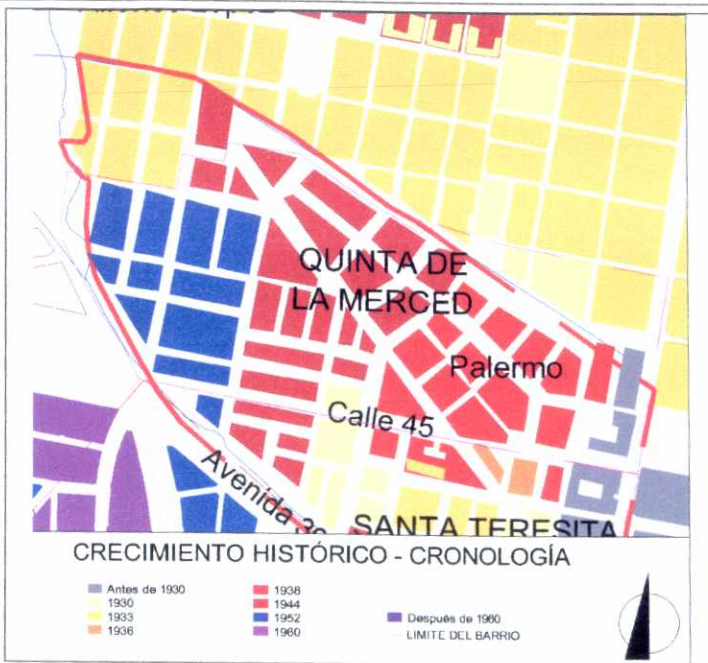 QUINTA DE
LA MERCED
Palermo
Calle 45
Avenida
SANTA TERESITA
CRECIMIENTO HISTÓRICO - CRONOLOGÍA
Antes de 1930
1930
1933
1936
1938
1944
1952
1960
Después de 1960
LIMITE DEL BARRIO